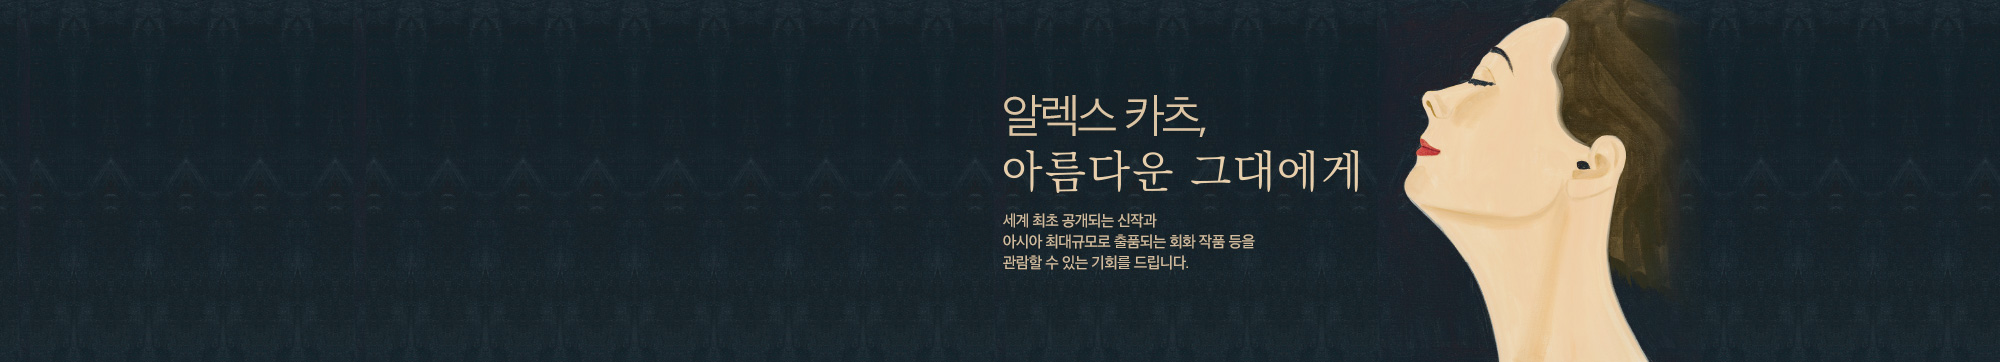 알렉스 카츠,
아름다운 그대에게
세계 최초 공개되는 신작과
아시아 최대규모로 출품되는 회화 작품 등을
관람할 수 있는 기회를 드립니다.